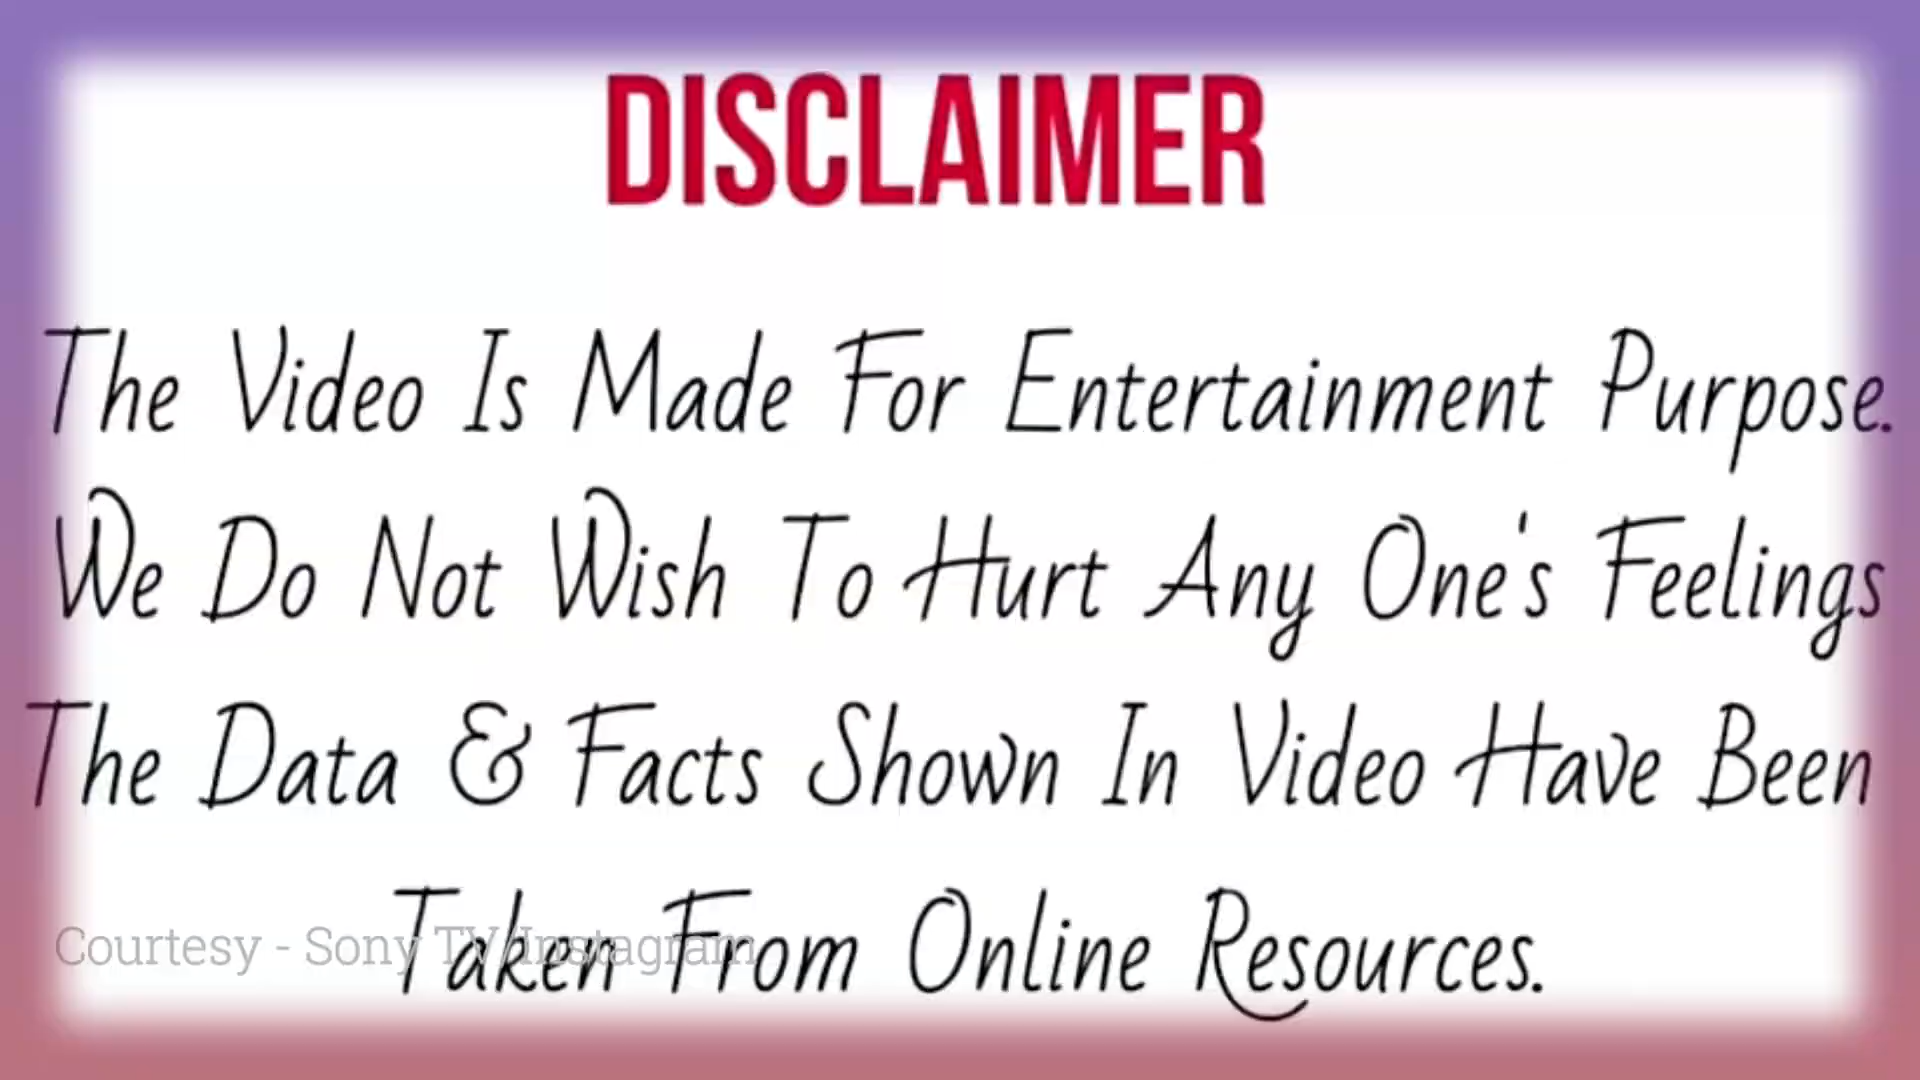 DISCLAIMER
The Video Is Made For Entertainment Purpose.
We Do Not Wish To Hurt Any One's Feelings
The Data & Facts Shown In Video Have Been
Taken From Online Resources.
Courtesy - Sony TV/Instagram